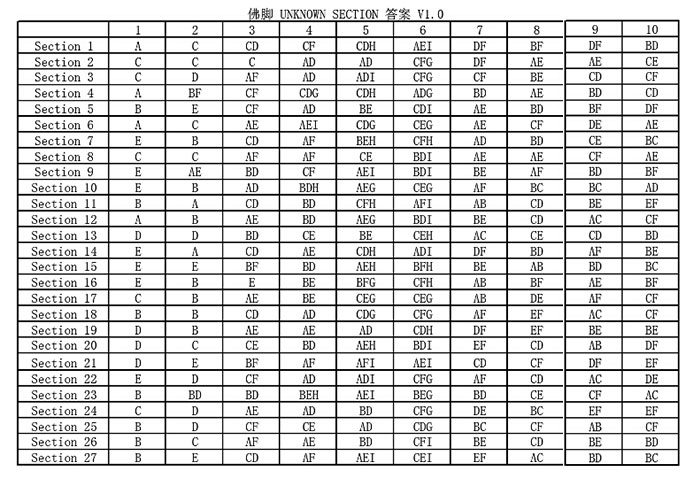 佛脚 UNKNOWN SECTION 答案 V1.0
1 2 3 4 5 6 7 8 9 10
Section 1 A C CD CF CDH AEI DF BF DF BD
Section 2 C C C AD AD CFG DF AE AE CE
Section 3 C D AF AD ADI CFG CF BE CD CF
Section 4 A BF CF CDG CDH ADG BD AE BD CD
Section 5 B E CF AD BE CDI AE BD BF DF
Section 6 A C AE AEI CDG CEG AE CF DE AE
Section 7 E B CD AF BEH CFH AD BD CE BC
Section 8 C C AF AF CE BDI AE AE CF AE
Section 9 E AE BD CF AEI BDI BE AF BD BF
Section 10 E B AD BDH AEG CEG AF BC BC AD
Section 11 B A CD BD CFH AFI AB CD BE EF
Section 12 A B AE BD AEG BDI BE CD AC CF
Section 13 D D BD CE BE CEH AC CE CD BD
Section 14 E A CD AE CDH ADI DF BD AF BE
Section 15 E E BF BD AEH BFH BE AB BD BC
Section 16 E B E BE BFG CFH AB BF AE BF
Section 17 C B AE BE CEG CEG AB DE AF CF
Section 18 B B CD AD CDG CFG AF EF AC CF
Section 19 D B AE AE AD CDH DF EF BE BE
Section 20 D C CE BD AEH BDI EF CD AB DF
Section 21 D E BF AF AFI AEI CD CF DF EF
Section 22 E D CF AD ADI CFG AF CD AC DE
Section 23 B BD BD BEH AEI BEG BD CE CF AC
Section 24 C D AE AD BD CFG DE BC EF EF
Section 25 B D CF CE AD CDG BC CF AB CF
Section 26 B C AF AE BD CFI BE CD BE BD
Section 27 B E CD AF AEI CEI EF AC BD BC